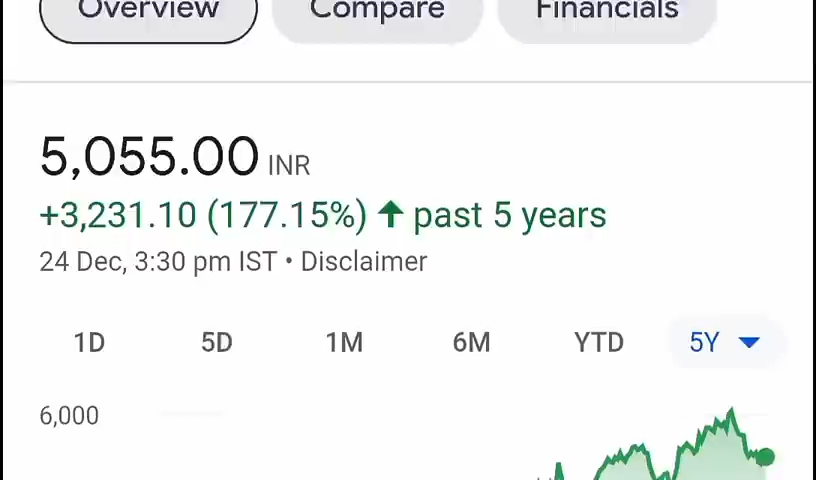 Overview Compare Financials
5,055.00 INR
+3,231.10 (177.15%) ↑ past 5 years
24 Dec, 3:30 pm IST • Disclaimer
1D 5D 1M 6M YTD 5Y
6,000